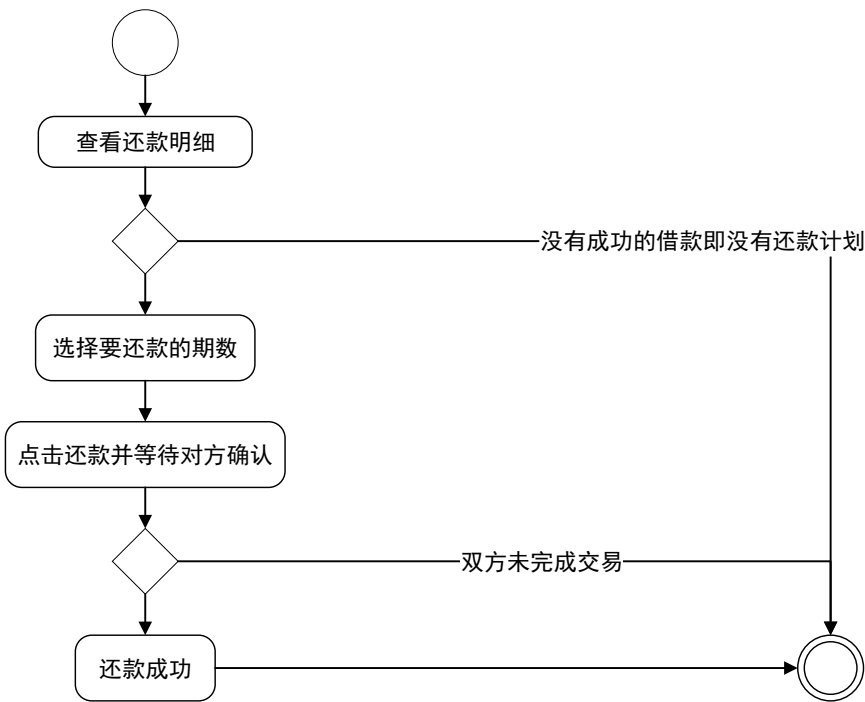 查看还款明细
没有成功的借款即没有还款计划
选择要还款的期数
点击还款并等待对方确认
双方未完成交易
还款成功